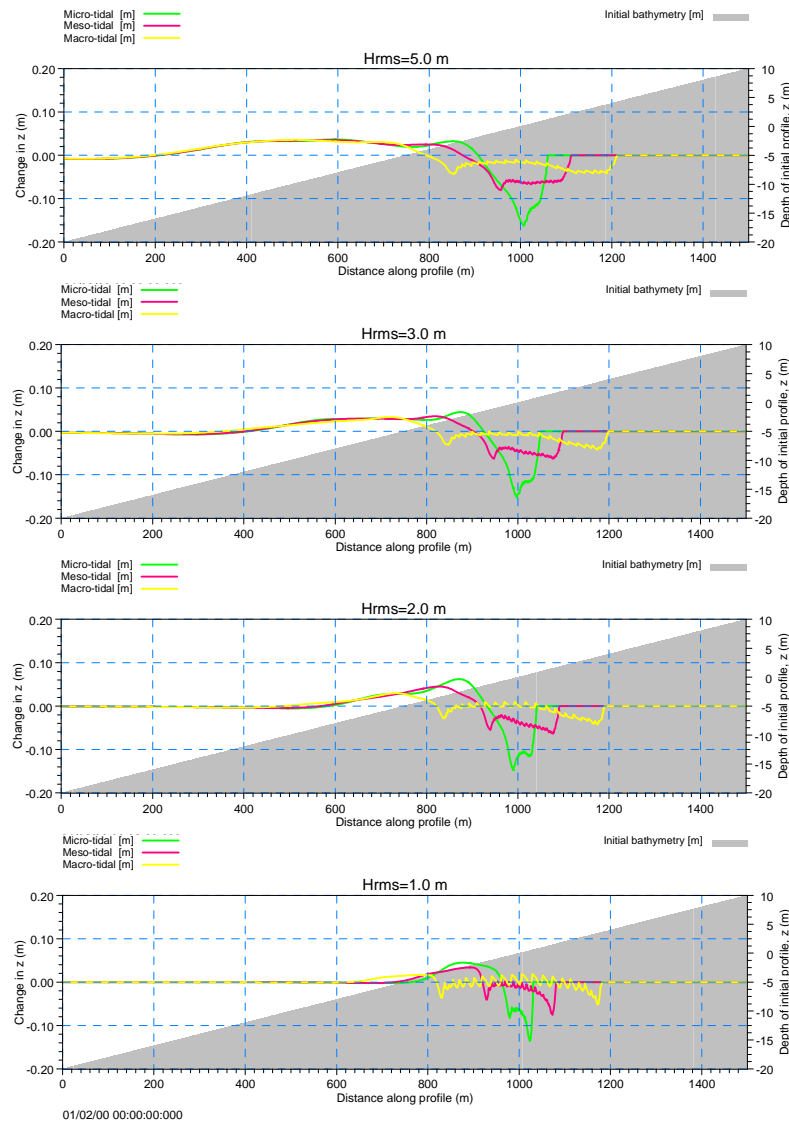 Micro-tidal [m]
Meso-tidal [m]
Macro-tidal [m]
Initial bathymetry [m]
Hrms=5.0 m
0.20
0.10
0.00
-0.10
-0.20
Change in z (m)
10
5
0
-5
-10
-15
-20
Depth of initial profile, z (m)
0 200 400 600 800 1000 1200 1400
Distance along profile (m)
Micro-tidal [m]
Meso-tidal [m]
Macro-tidal [m]
Initial bathymety [m]
Hrms=3.0 m
0.20
0.10
0.00
-0.10
-0.20
Change in z (m)
10
5
0
-5
-10
-15
-20
Depth of initial profile, z (m)
0 200 400 600 800 1000 1200 1400
Distance along profile (m)
Micro-tidal [m]
Meso-tidal [m]
Macro-tidal [m]
Initial bathymetry [m]
Hrms=2.0 m
0.20
0.10
0.00
-0.10
-0.20
Change in z (m)
10
5
0
-5
-10
-15
-20
Depth of initial profile, z (m)
0 200 400 600 800 1000 1200 1400
Distance along profile (m)
Micro-tidal [m]
Meso-tidal [m]
Macro-tidal [m]
Initial bathymetry [m]
Hrms=1.0 m
0.20
0.10
0.00
-0.10
-0.20
Change in z (m)
10
5
0
-5
-10
-15
-20
Depth of initial profile, z (m)
0 200 400 600 800 1000 1200 1400
Distance along profile (m)
01/02/00 00:00:00:000